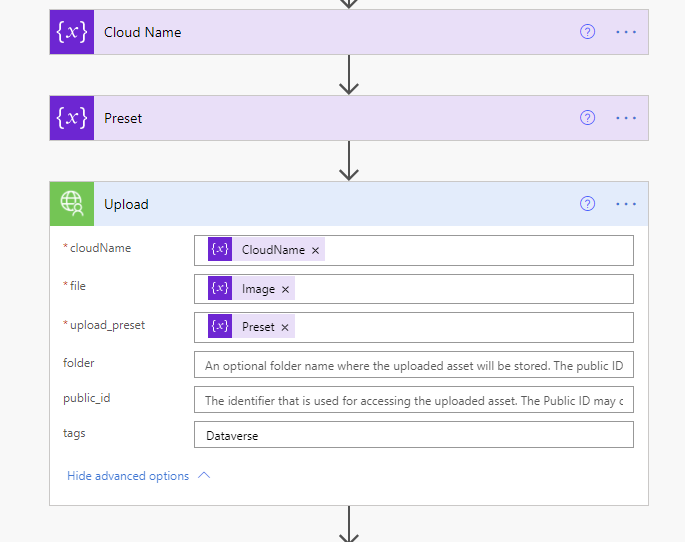 {x} Cloud Name ? ...
{x} Preset ? ...
Upload ? ...
*cloudName {x} CloudName ×
*file {x} Image ×
*upload_preset {x} Preset ×
folder An optional folder name where the uploaded asset will be stored. The public ID
public_id The identifier that is used for accessing the uploaded asset. The Public ID may c
tags Dataverse
Hide advanced options